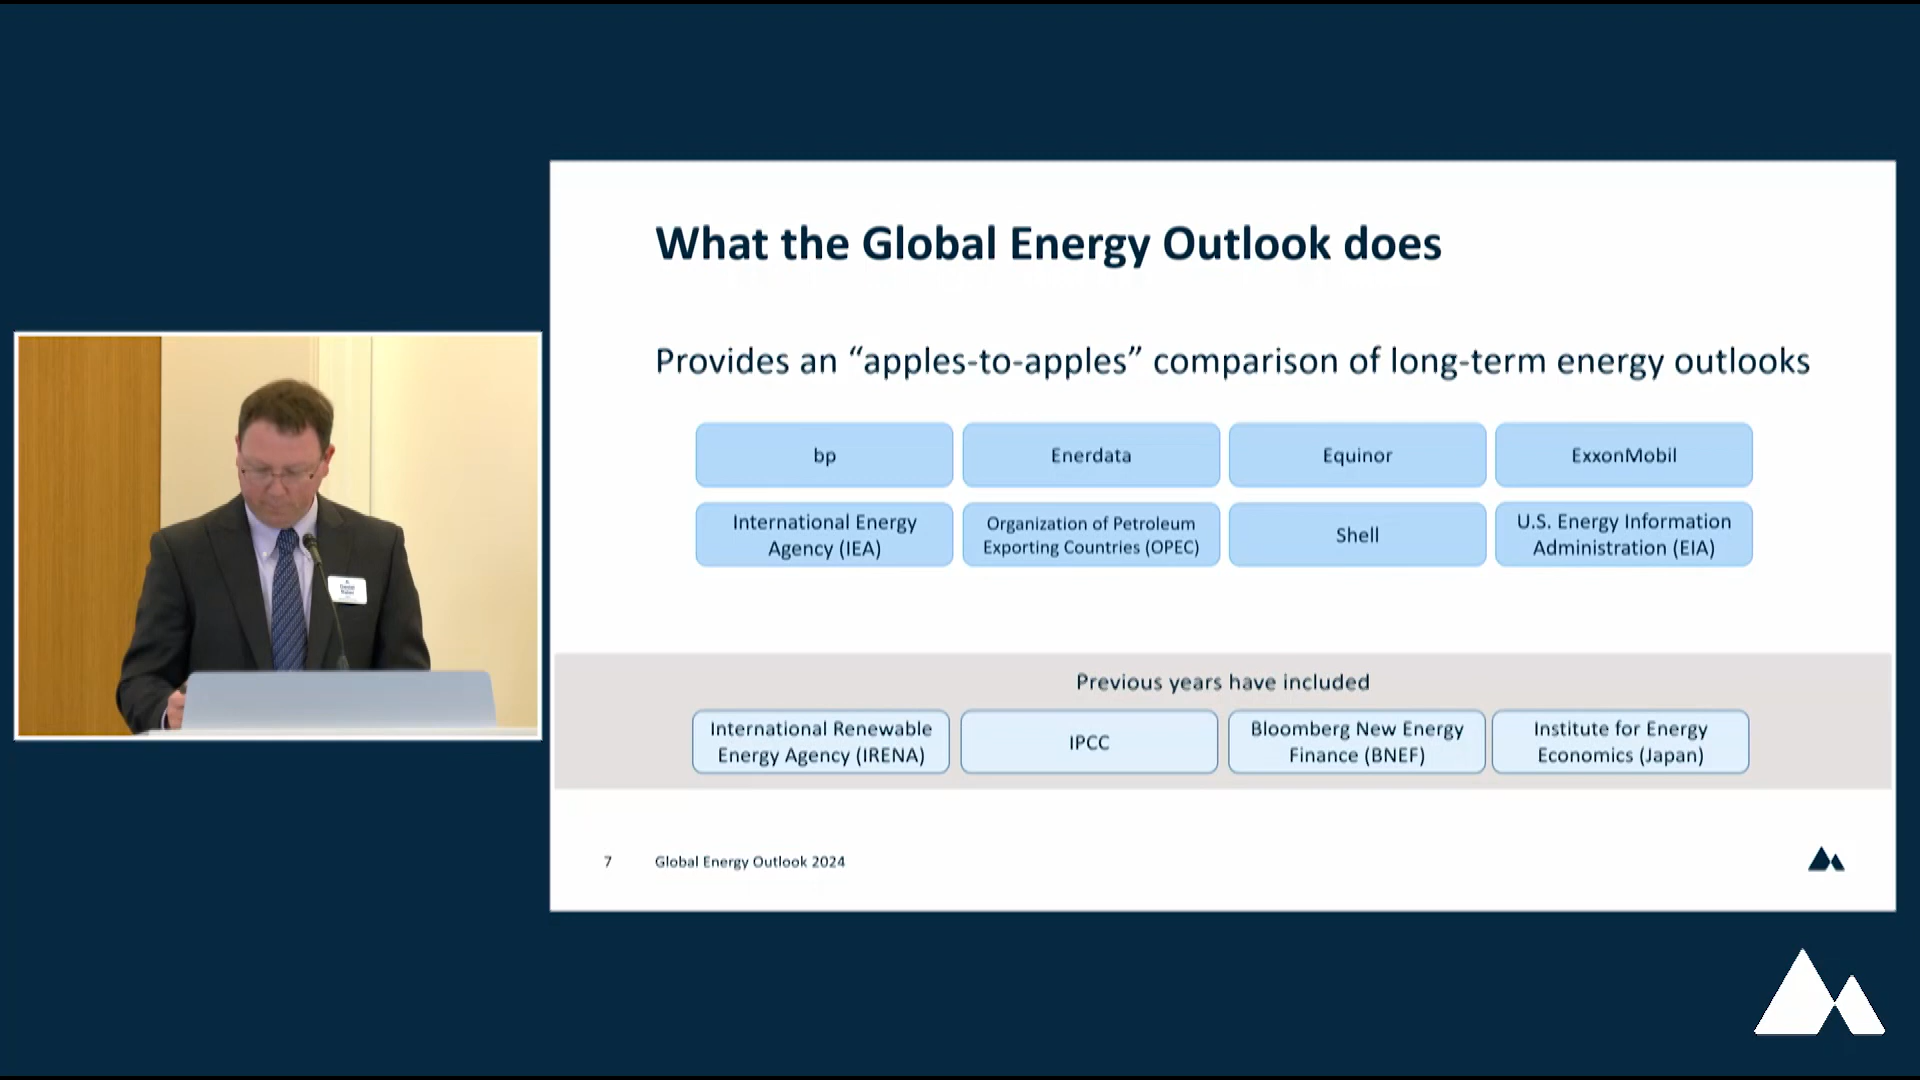 What the Global Energy Outlook does
Provides an “apples-to-apples” comparison of long-term energy outlooks
bp
Enerdata
Equinor
ExxonMobil
International Energy
Agency (IEA)
Organization of Petroleum
Exporting Countries (OPEC)
Shell
U.S. Energy Information
Administration (EIA)
Previous years have included
International Renewable
Energy Agency (IRENA)
IPCC
Bloomberg New Energy
Finance (BNEF)
Institute for Energy
Economics (Japan)
7
Global Energy Outlook 2024